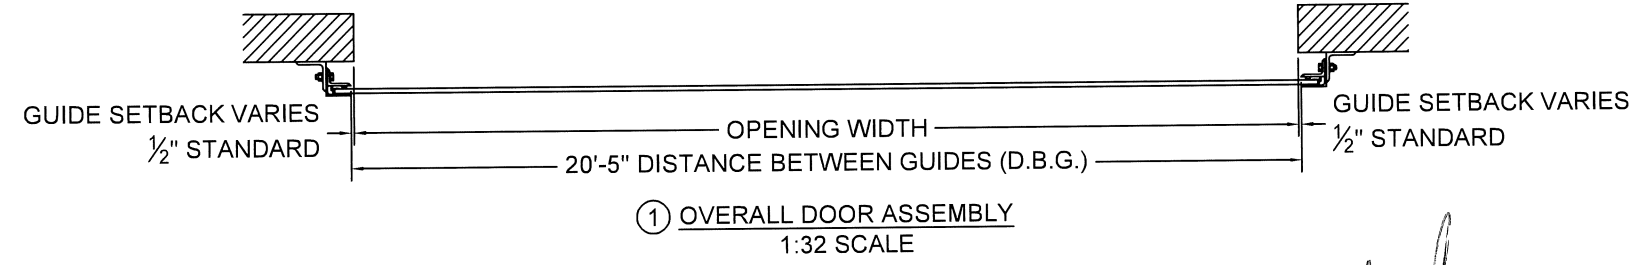 GUIDE SETBACK VARIES
½" STANDARD
OPENING WIDTH
20'-5" DISTANCE BETWEEN GUIDES (D.B.G.)
GUIDE SETBACK VARIES
½" STANDARD
1 OVERALL DOOR ASSEMBLY
1:32 SCALE